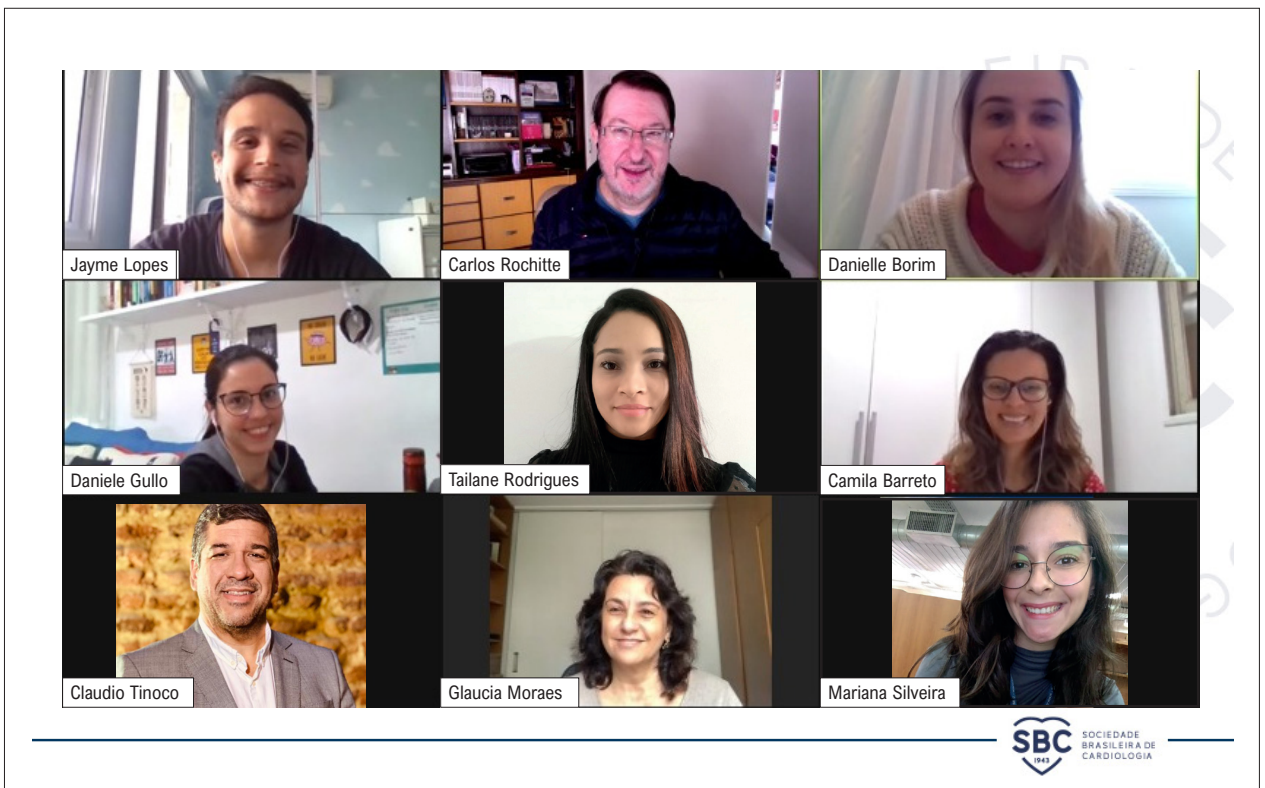 Jayme Lopes
Carlos Rochitte
Danielle Borim
Daniele Gullo
Tailane Rodrigues
Camila Barreto
Claudio Tinoco
Glaucia Moraes
Mariana Silveira
SBC
1943
SOCIEDADE
BRASILEIRA DE
CARDIOLOGIA